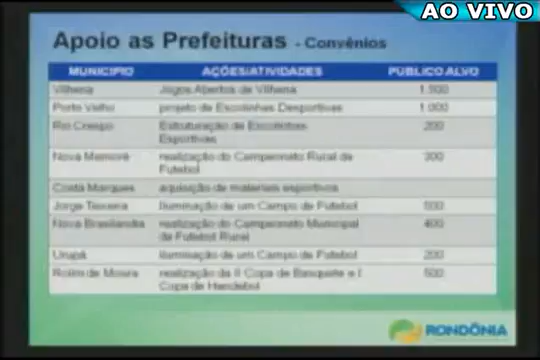 AO VIVO
Apoio as Prefeituras - Convênios
MUNICÍPIO AÇÕES/ATIVIDADES PÚBLICO ALVO
Vilhena Jogos Abertos de Vilhena 1.500
Porto Velho projeto de Escolinhas Desportivas 1.000
Rio Crespo Estruturação de Escolinhas 200
Esportivas
Nova Mamoré realização do Campeonato Rural de 300
Futebol
Costa Marques aquisição de materiais esportivos
Jorge Teixeira Iluminação de um Campo de Futebol 500
Nova Brasilandia realização do Campeonato Municipal 400
de Futebol Rural
Urupá iluminação de um Campo de Futebol 200
Rolim de Moura realização da II Copa de Basquete e I 500
Copa de Handebol
RONDÔNIA